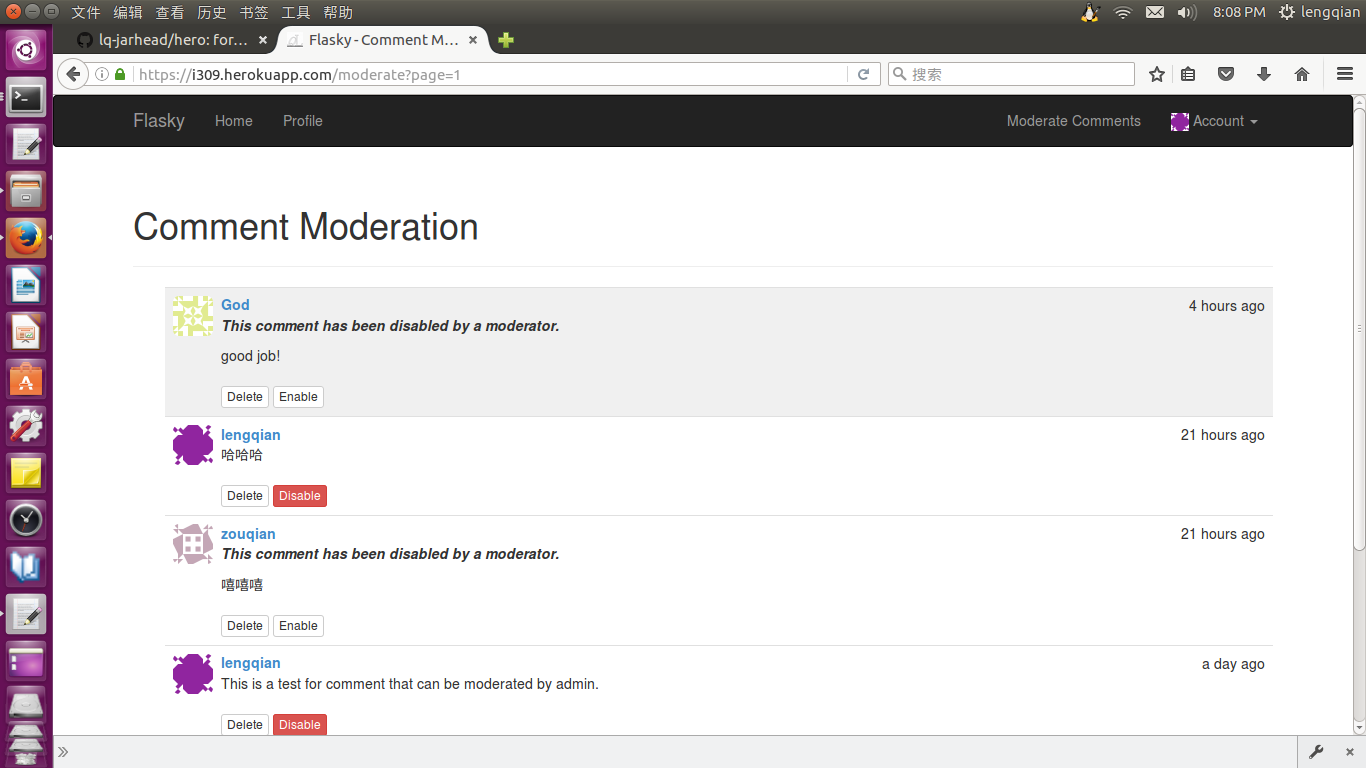 文件 编辑 查看 历史 书签 工具 帮助
8:08 PM lengqian
lq-jarhead/hero: for...
Flasky - Comment M...
https://i309.herokuapp.com/moderate?page=1
搜索
Flasky Home Profile Moderate Comments Account
Comment Moderation
God 4 hours ago
This comment has been disabled by a moderator.
good job!
Delete Enable
lengqian 21 hours ago
哈哈哈
Delete Disable
zouqian 21 hours ago
This comment has been disabled by a moderator.
嘻嘻嘻
Delete Enable
lengqian a day ago
This is a test for comment that can be moderated by admin.
Delete Disable